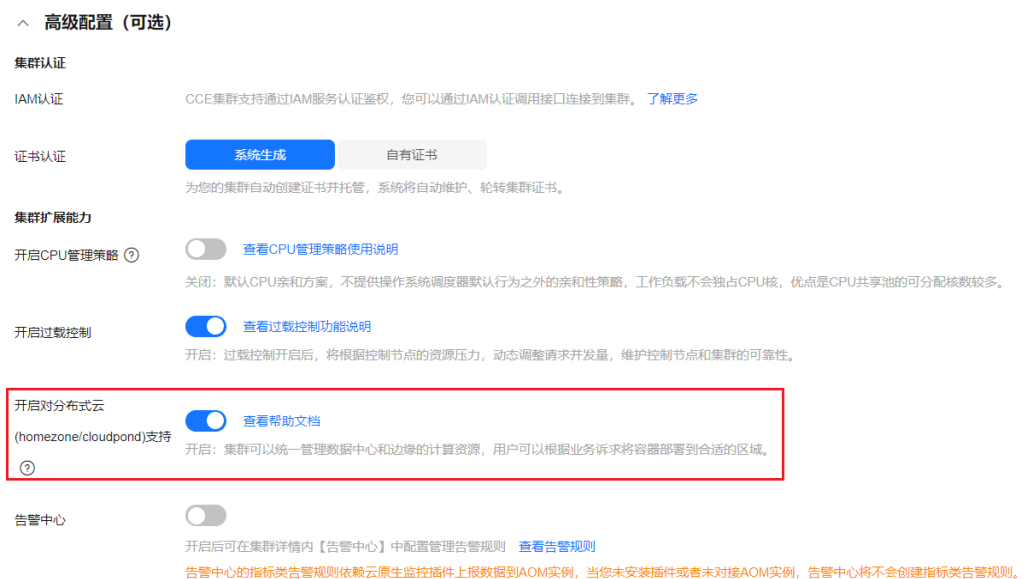 高级配置（可选）
集群认证
IAM认证 CCE集群支持通过IAM服务认证鉴权，您可以通过IAM认证调用接口连接到集群。 了解更多
证书认证 系统生成 自有证书
为您的集群自动创建证书并托管，系统将自动维护、轮转集群证书。
集群扩展能力
开启CPU管理策略 ? 查看CPU管理策略使用说明
关闭：默认CPU亲和方案，不提供操作系统调度器默认行为之外的亲和性策略，工作负载不会独占CPU核，优点是CPU共享池的可分配核数较多。
开启过载控制 查看过载控制功能说明
开启：过载控制开启后，将根据控制节点的资源压力，动态调整请求并发量，维护控制节点和集群的可靠性。
开启对分布式云
(homezone/cloudpond)支持
?
查看帮助文档
开启：集群可以统一管理数据中心和边缘的计算资源，用户可以根据业务诉求将容器部署到合适的区域。
告警中心
开启后可在集群详情内【告警中心】中配置管理告警规则 查看告警规则
告警中心的指标类告警规则依赖云原生监控插件上报数据到AOM实例，当您未安装插件或者未对接AOM实例，告警中心将不会创建指标类告警规则。